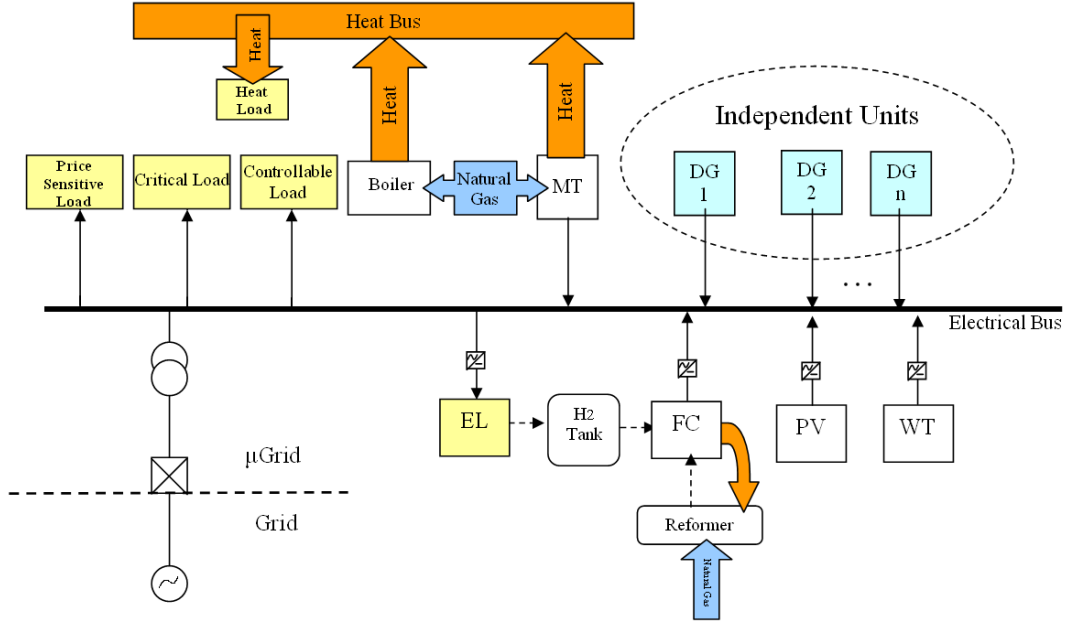 Heat Bus
Heat
Heat
Load
Heat
Heat
Independent Units
Price
Sensitive
Load
Critical Load
Controllable
Load
Boiler
Natural
Gas
MT
DG
1
DG
2
DG
n
...
Electrical Bus
EL
H2
Tank
FC
PV
WT
µGrid
Grid
Reformer
Natural Gas